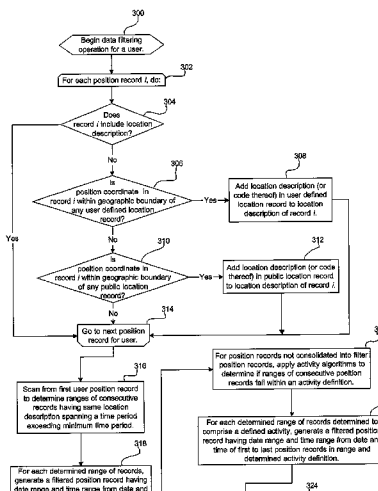 300
Begin data filtering
operation for a user.
302
For each position record i, do:
304
Does
record i include location
description?
No
306
Is
position coordinate in
record i within geographic boundary of
any user defined location
record?
Yes
308
Add location description (or
code thereof) in user defined
location record to location
description of record i.
No
310
Is
position coordinate in
record i within geographic boundary
of any public location
record?
Yes
312
Add location description (or code
thereof) in public location record
to location description of record i.
Yes
No
314
Go to next position
record for user.
316
Scan from first user position record
to determine ranges of consecutive
records having same location
description spanning a time period
exceeding minimum time period.
318
For each determined range of records,
generate a filtered position record having
date range and time range from date and
For position records not consolidated into filter
position records, apply activity algorithms to
determine if ranges of consecutive position
records fall within an activity definition.
For each determined range of records determined to
comprise a defined activity, generate a filtered positio
record having date range and time range from date an
time of first to last position records in range and
determined activity definition.
324